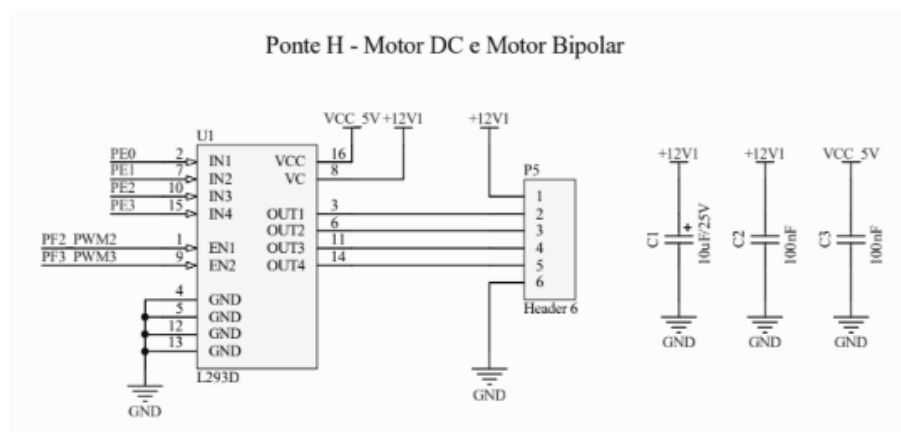 Ponte H - Motor DC e Motor Bipolar
VCC_5V +12V1
+12V1
U1
PE0 2 IN1 VCC 16
PE1 7 IN2 VC 8
PE2 10 IN3
PE3 15 IN4 OUT1 3
OUT2 6
PF2_PWM2 1 EN1 OUT3 11
PF3_PWM3 9 EN2 OUT4 14
4 GND
5 GND
12 GND
13 GND
L293D
GND
P5
1
2
3
4
5
6
Header 6
GND
+12V1
C1
+
10uF/25V
GND
+12V1
C2
100nF
GND
VCC_5V
C3
100nF
GND